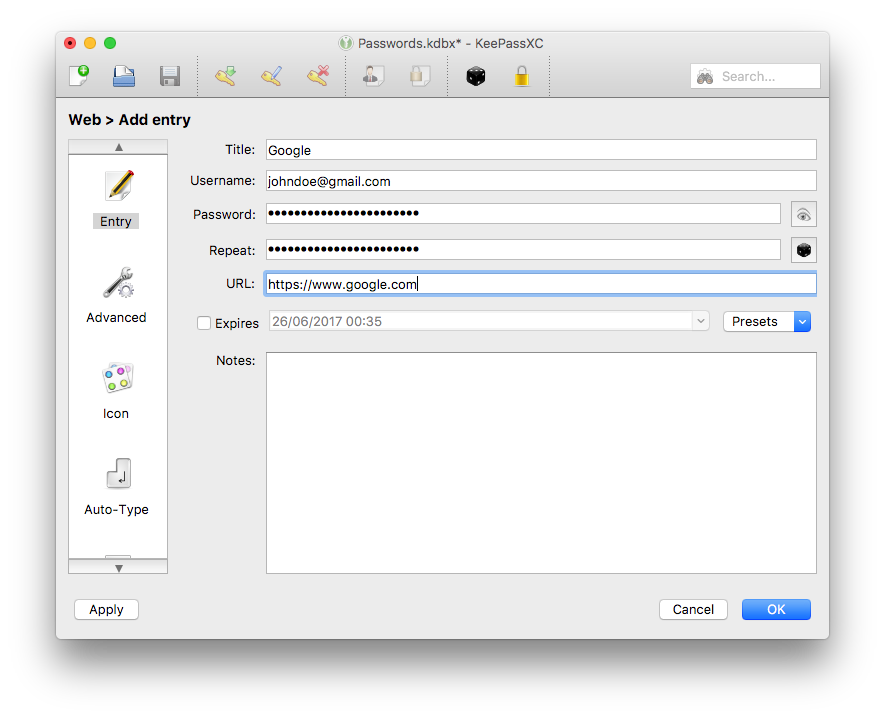 Passwords.kdbx* - KeePassXC
Search...
Web > Add entry
Title: Google
Username: johndoe@gmail.com
Password: ●●●●●●●●●●●●●●●●●●●●●●●
Repeat: ●●●●●●●●●●●●●●●●●●●●●●●
URL: https://www.google.com
Expires 26/06/2017 00:35 Presets
Notes:
Entry
Advanced
Icon
Auto-Type
Apply Cancel OK